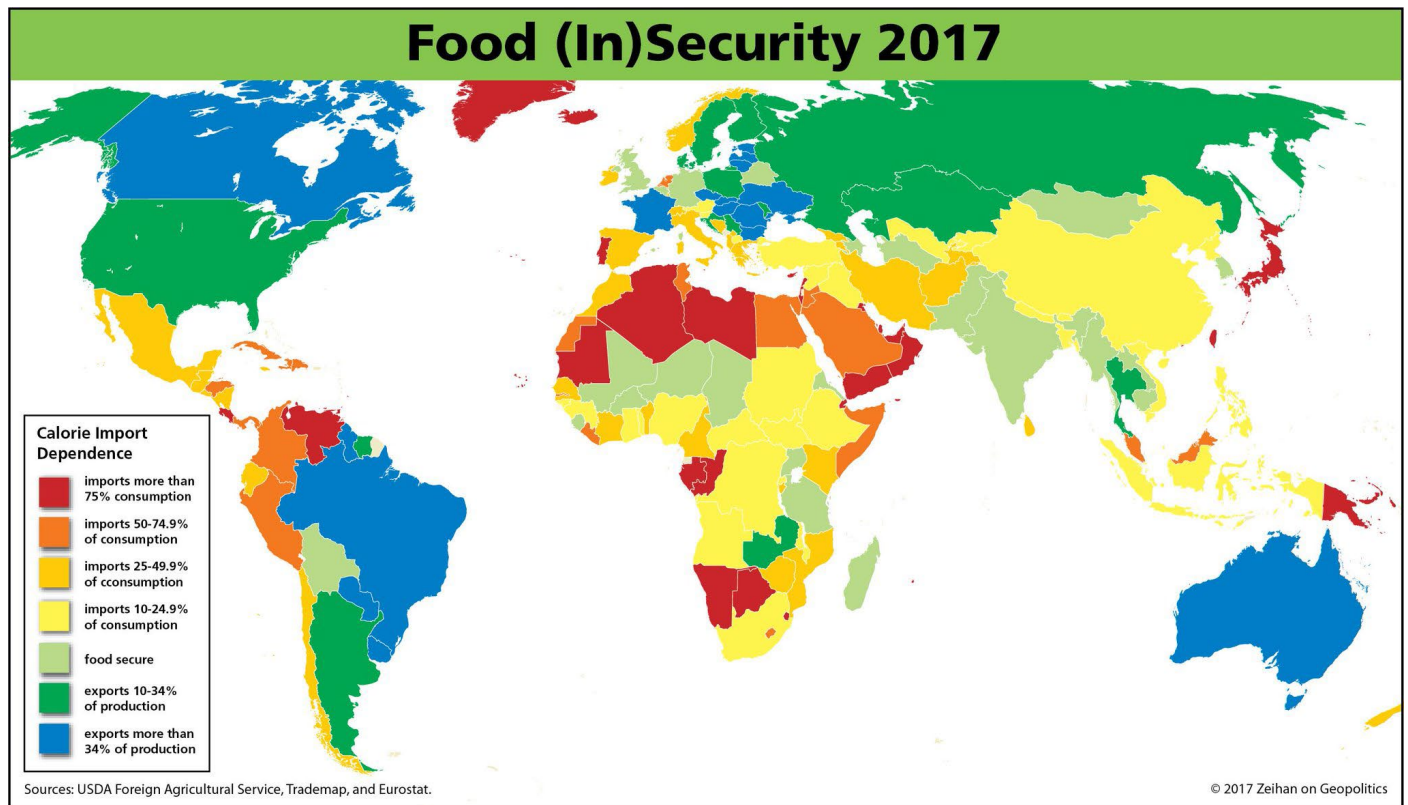 Food (In)Security 2017
Calorie Import
Dependence
imports more than
75% consumption
imports 50-74.9%
of consumption
imports 25-49.9%
of cconsumption
imports 10-24.9%
of consumption
food secure
exports 10-34%
of production
exports more than
34% of production
Sources: USDA Foreign Agricultural Service, Trademap, and Eurostat.
© 2017 Zeihan on Geopolitics